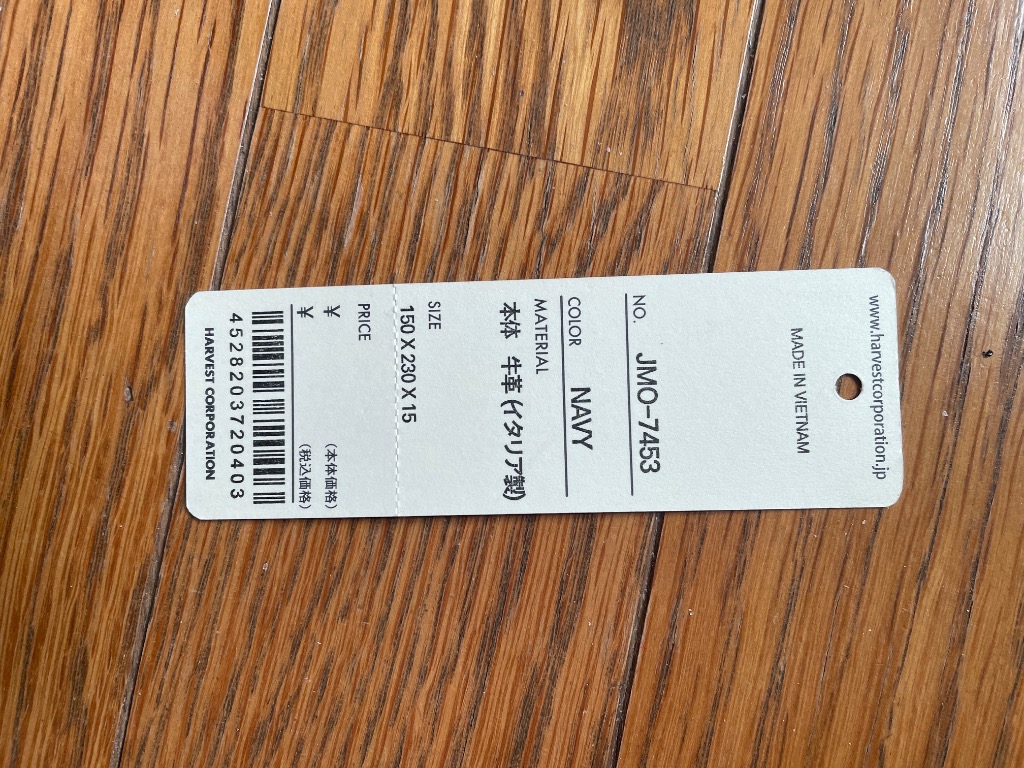 www.harvestcorporation.jp
MADE IN VIETNAM
NO. JMO-7453
COLOR NAVY
MATERIAL
本体 牛革 (イタリア製)
SIZE
150 X 230 X 15
PRICE
¥ (本体価格)
¥ (税込価格)
4528203720403
HARVEST CORPORATION